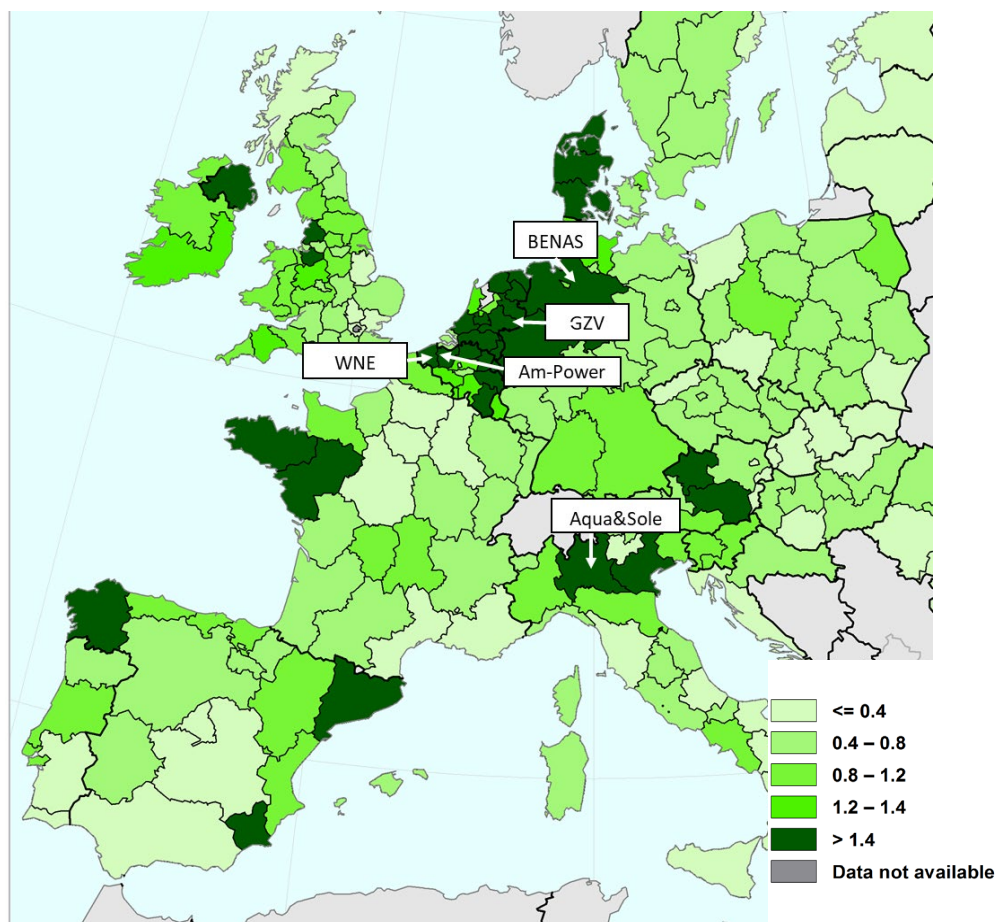 BENAS
GZV
WNE
Am-Power
Aqua&Sole
<= 0.4
0.4 – 0.8
0.8 – 1.2
1.2 – 1.4
> 1.4
Data not available